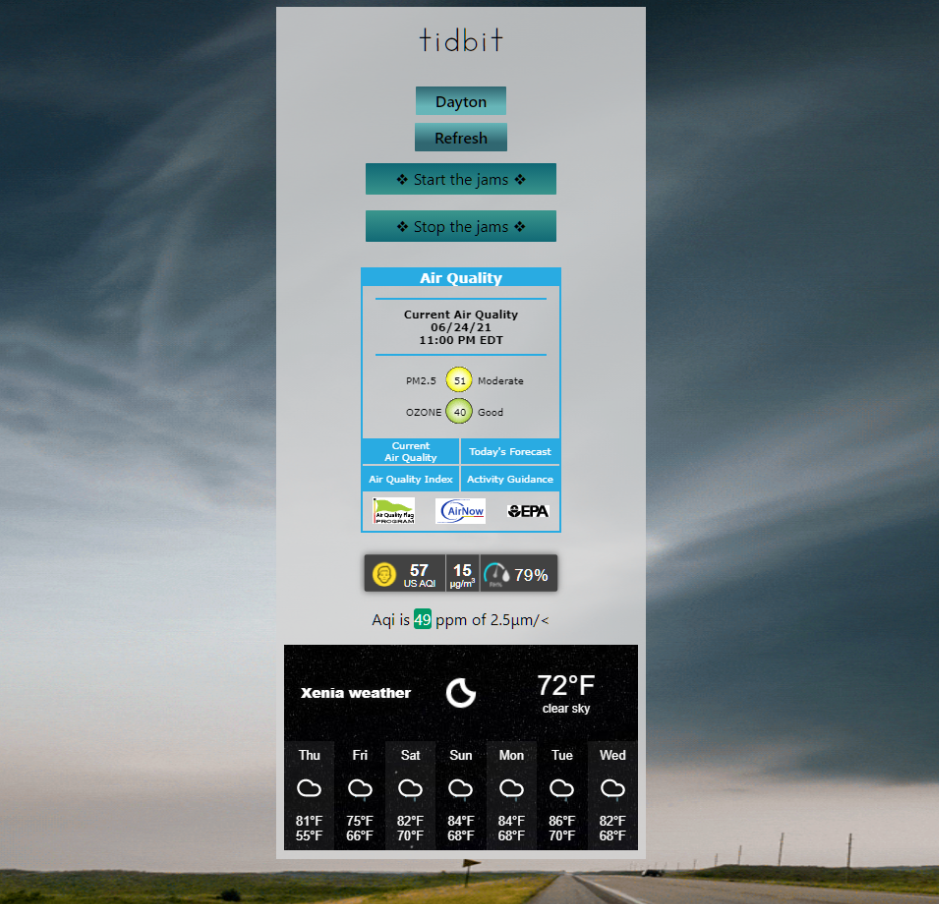 tidbit
Dayton
Refresh
❖ Start the jams ❖
❖ Stop the jams ❖
Air Quality
Current Air Quality
06/24/21
11:00 PM EDT
PM2.5 51 Moderate
OZONE 40 Good
Current
Air Quality
Today's Forecast
Air Quality Index
Activity Guidance
Air Quality Flag
PROGRAM
AirNow
EPA
57
US AQI
15
µg/m³
79%
Aqi is 49 ppm of 2.5µm/<
Xenia weather
72°F
clear sky
Thu Fri Sat Sun Mon Tue Wed
81°F 75°F 82°F 84°F 84°F 86°F 82°F
55°F 66°F 70°F 68°F 68°F 70°F 68°F